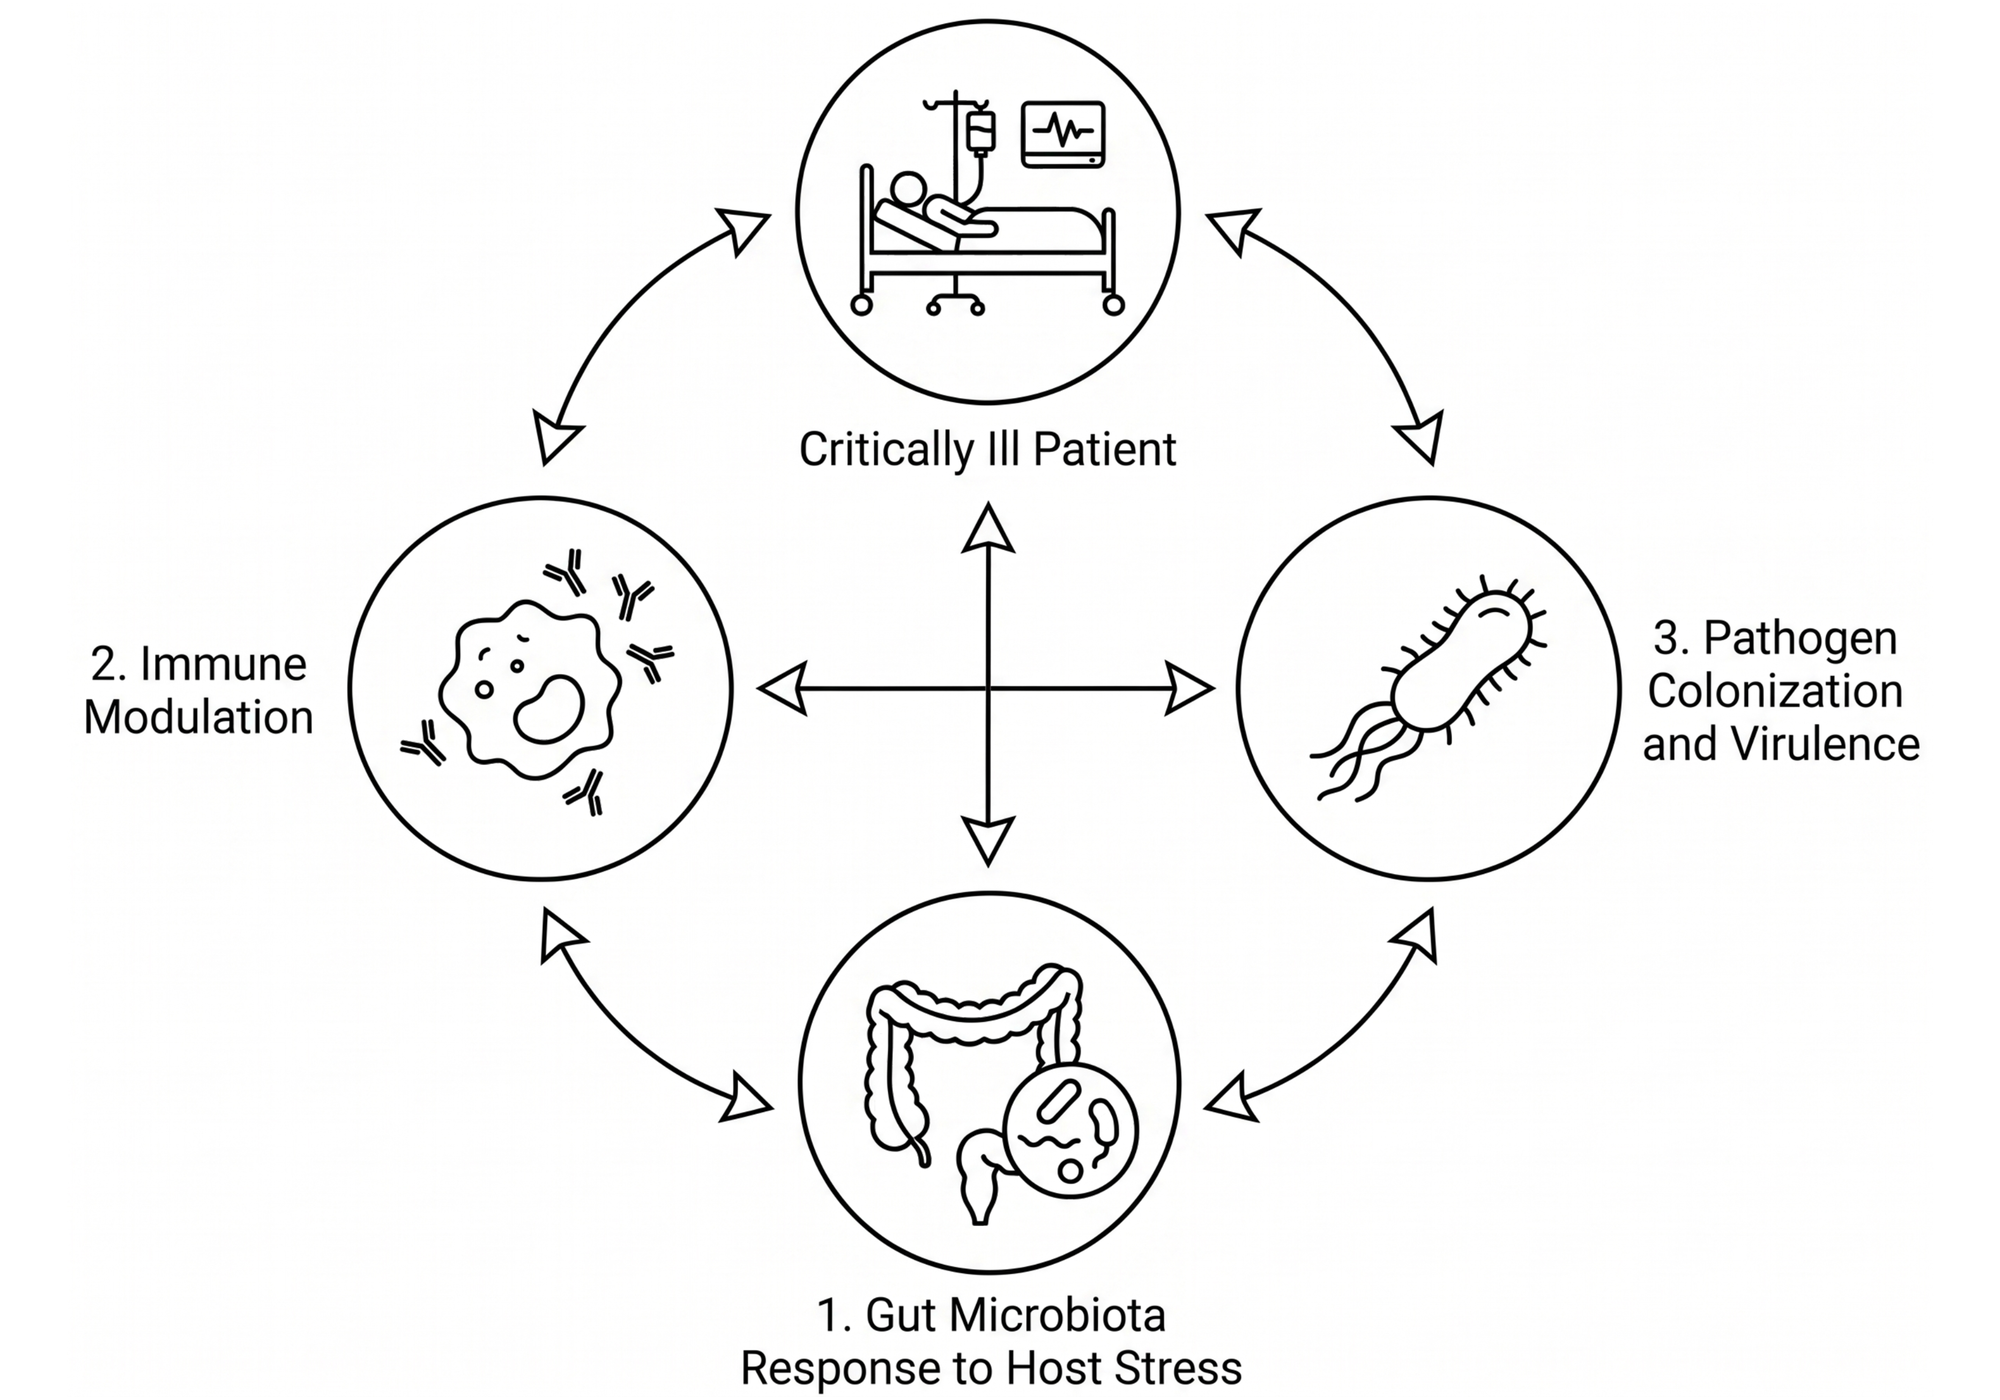 Critically Ill Patient
2. Immune
Modulation
3. Pathogen
Colonization
and Virulence
1. Gut Microbiota
Response to Host Stress